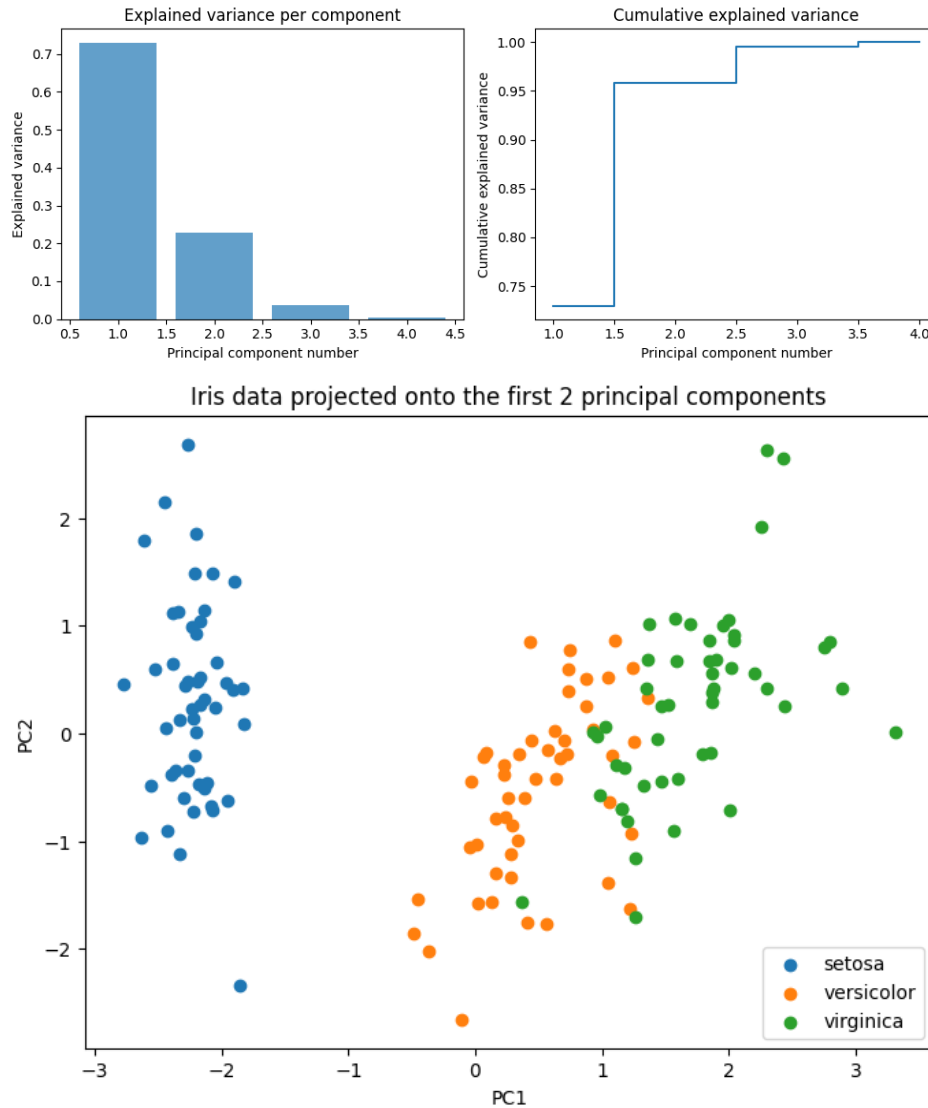 Explained variance per component
Explained variance
0.7
0.6
0.5
0.4
0.3
0.2
0.1
0.0
0.5 1.0 1.5 2.0 2.5 3.0 3.5 4.0 4.5
Principal component number
Cumulative explained variance
Cumulative explained variance
1.00
0.95
0.90
0.85
0.80
0.75
1.0 1.5 2.0 2.5 3.0 3.5 4.0
Principal component number
Iris data projected onto the first 2 principal components
PC2
2
1
0
−1
−2
setosa
versicolor
virginica
−3 −2 −1 0 1 2 3
PC1